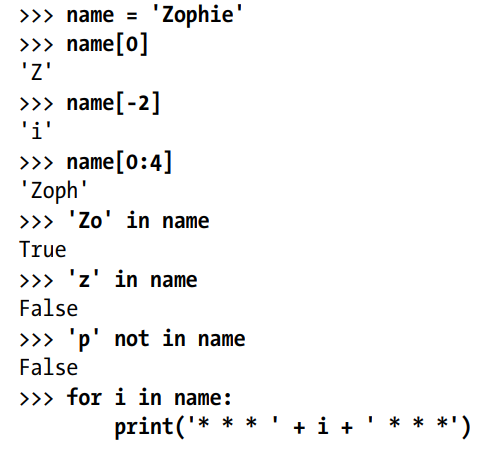 >>> name = 'Zophie'
>>> name[0]
'Z'
>>> name[-2]
'i'
>>> name[0:4]
'Zoph'
>>> 'Zo' in name
True
>>> 'z' in name
False
>>> 'p' not in name
False
>>> for i in name:
        print('* * * ' + i + ' * * *')